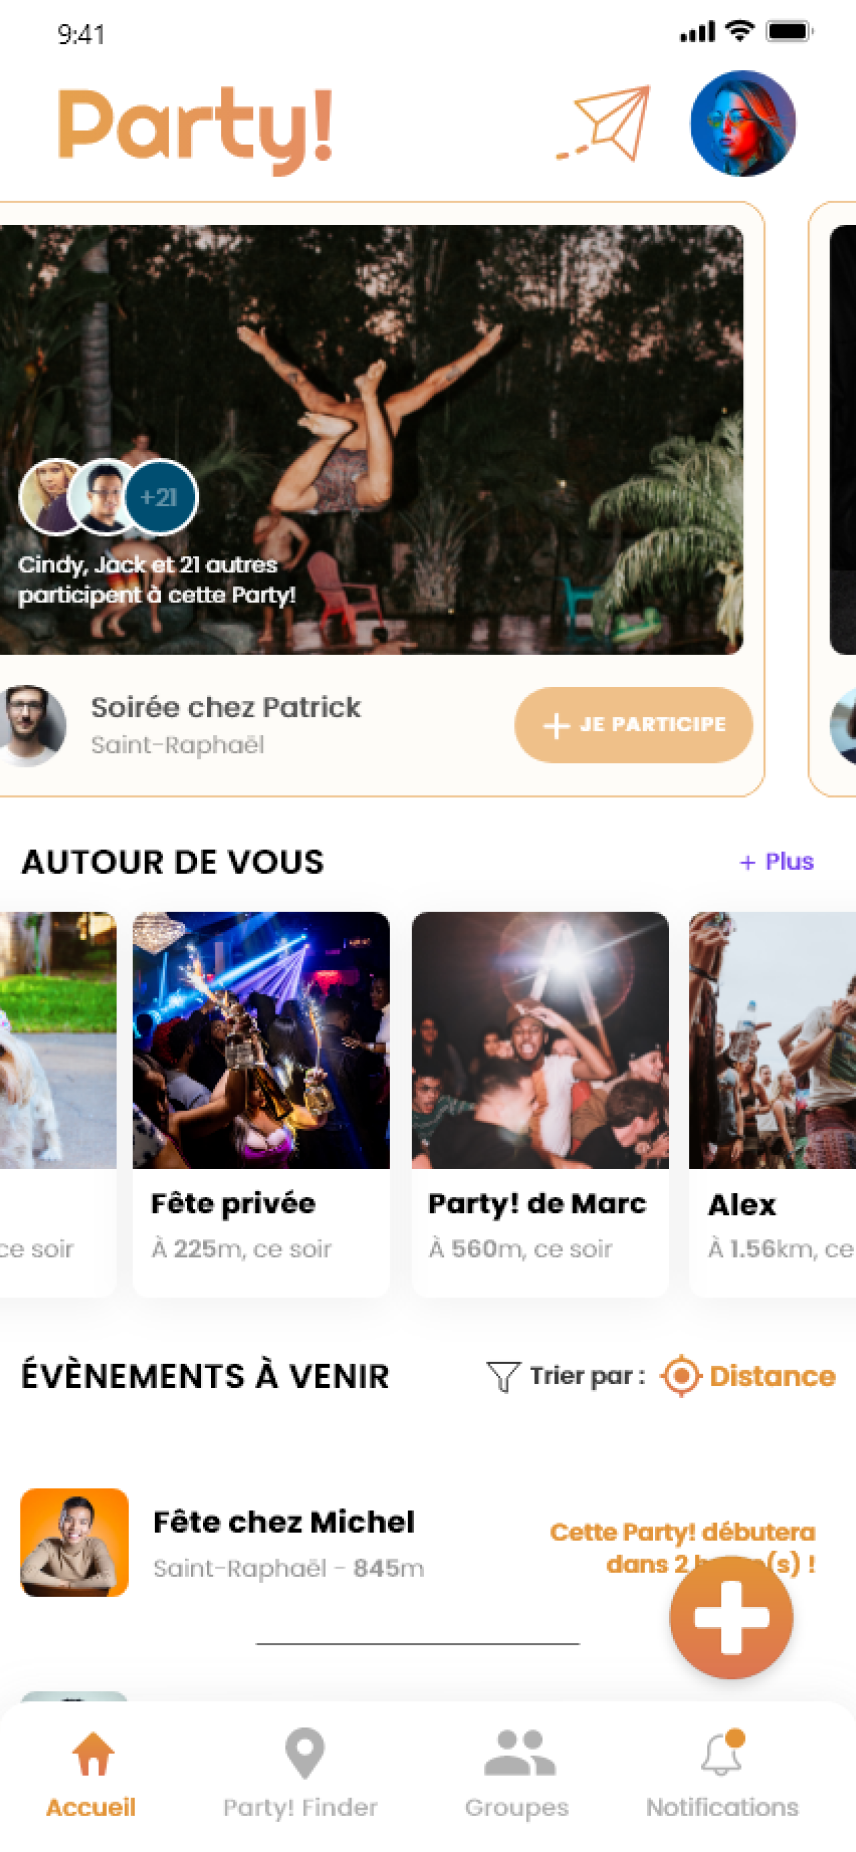 9:41
Party!
+21
Cindy, Jack et 21 autres
participent à cette Party!
Soirée chez Patrick
Saint-Raphaël
+ JE PARTICIPE
AUTOUR DE VOUS
+ Plus
ce soir
Fête privée
À 225m, ce soir
Party! de Marc
À 560m, ce soir
Alex
À 1.56km, ce
ÉVÈNEMENTS À VENIR
Trier par :
Distance
Fête chez Michel
Saint-Raphaël - 845m
Cette Party! débutera
dans 2 (s) !
Accueil
Party! Finder
Groupes
Notifications